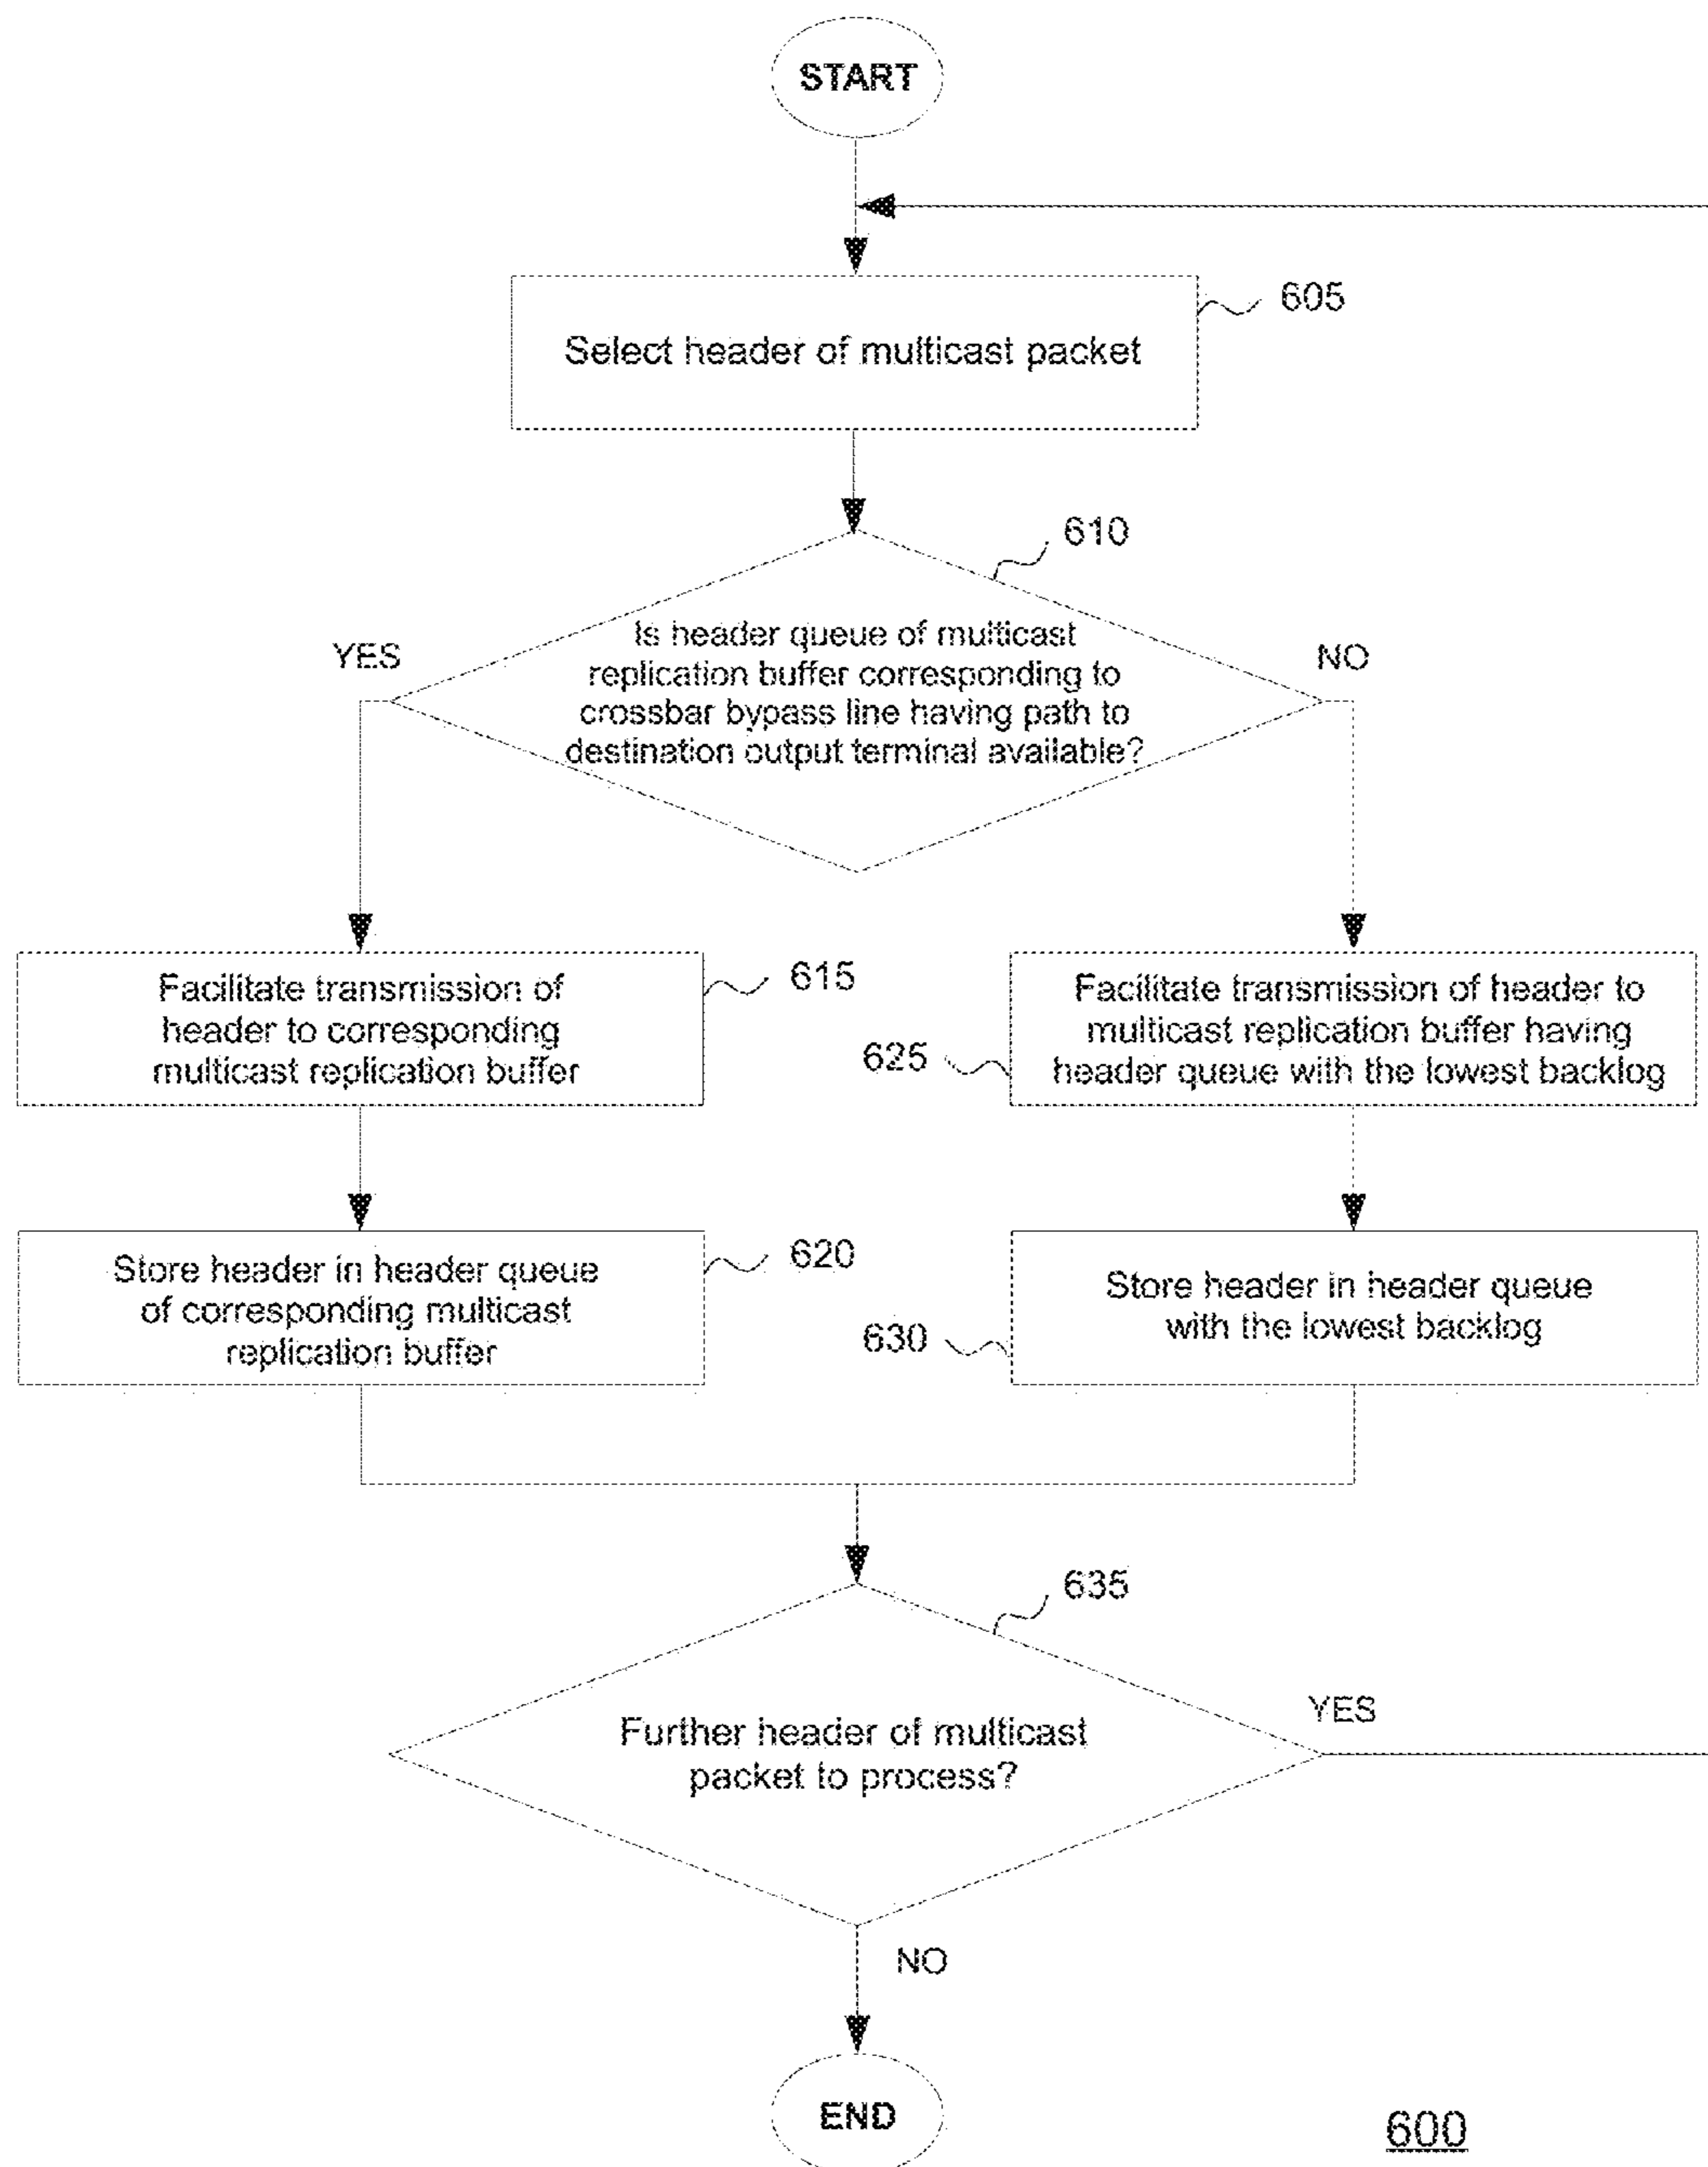 START
605
Select header of multicast packet
610
YES
NO
Is header queue of multicast
replication buffer corresponding to
crossbar bypass line having path to
destination output terminal available?
Facilitate transmission of
header to corresponding
multicast replication buffer
615
Facilitate transmission of header to
multicast replication buffer having
header queue with the lowest backlog
625
Store header in header queue
of corresponding multicast
replication buffer
620
Store header in header queue
with the lowest backlog
630
635
YES
Further header of multicast
packet to process?
NO
END
600